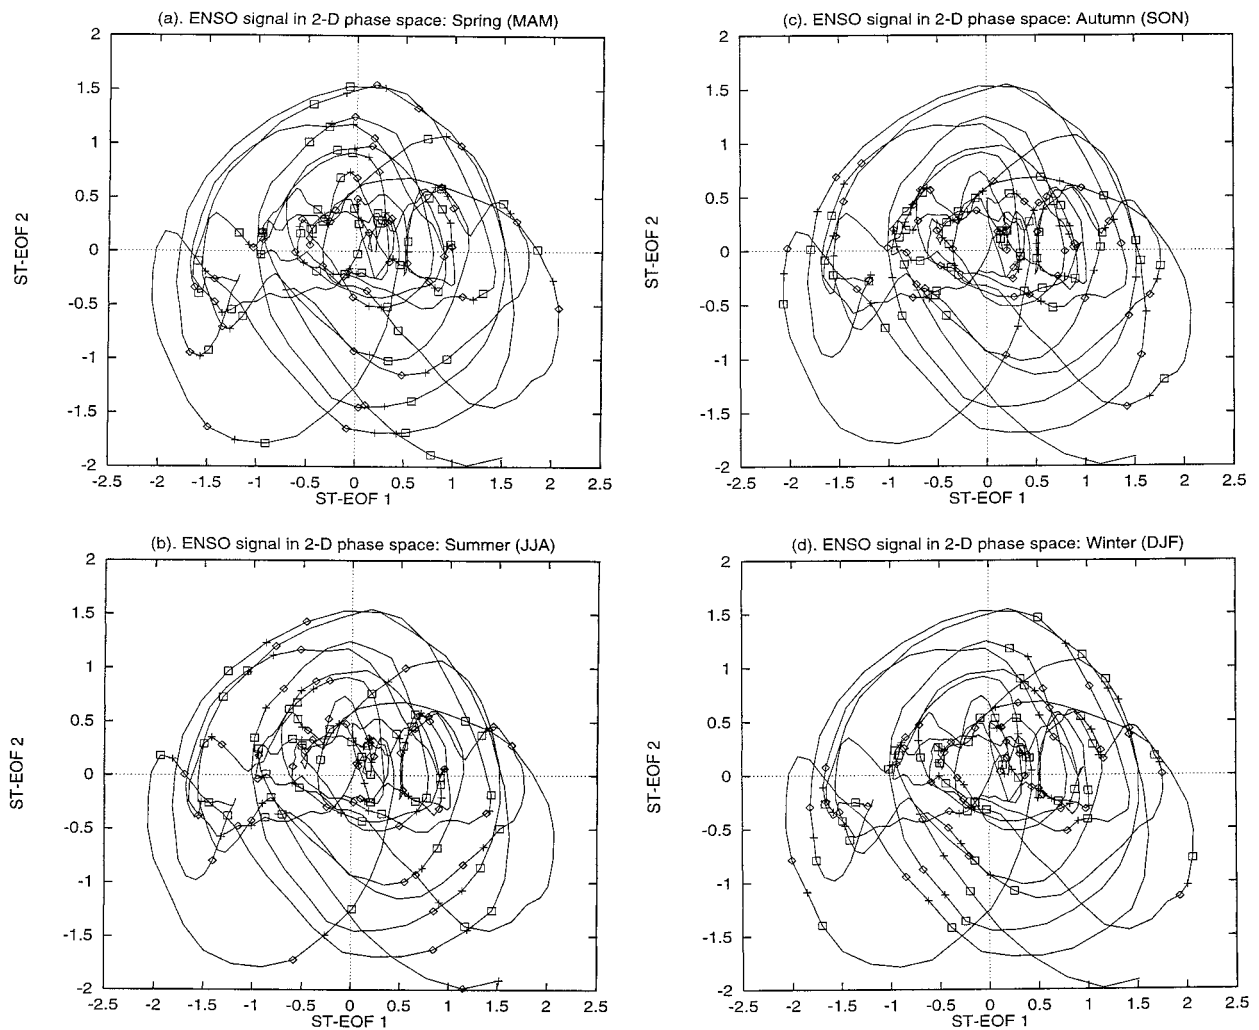 (a). ENSO signal in 2-D phase space: Spring (MAM)
2
1.5
1
0.5
0
-0.5
-1
-1.5
-2
ST-EOF 2
-2.5 -2 -1.5 -1 -0.5 0 0.5 1 1.5 2 2.5
ST-EOF 1
(c). ENSO signal in 2-D phase space: Autumn (SON)
2
1.5
1
0.5
0
-0.5
-1
-1.5
-2
ST-EOF 2
-2.5 -2 -1.5 -1 -0.5 0 0.5 1 1.5 2 2.5
ST-EOF 1
(b). ENSO signal in 2-D phase space: Summer (JJA)
2
1.5
1
0.5
0
-0.5
-1
-1.5
-2
ST-EOF 2
-2.5 -2 -1.5 -1 -0.5 0 0.5 1 1.5 2 2.5
ST-EOF 1
(d). ENSO signal in 2-D phase space: Winter (DJF)
2
1.5
1
0.5
0
-0.5
-1
-1.5
-2
ST-EOF 2
-2.5 -2 -1.5 -1 -0.5 0 0.5 1 1.5 2 2.5
ST-EOF 1